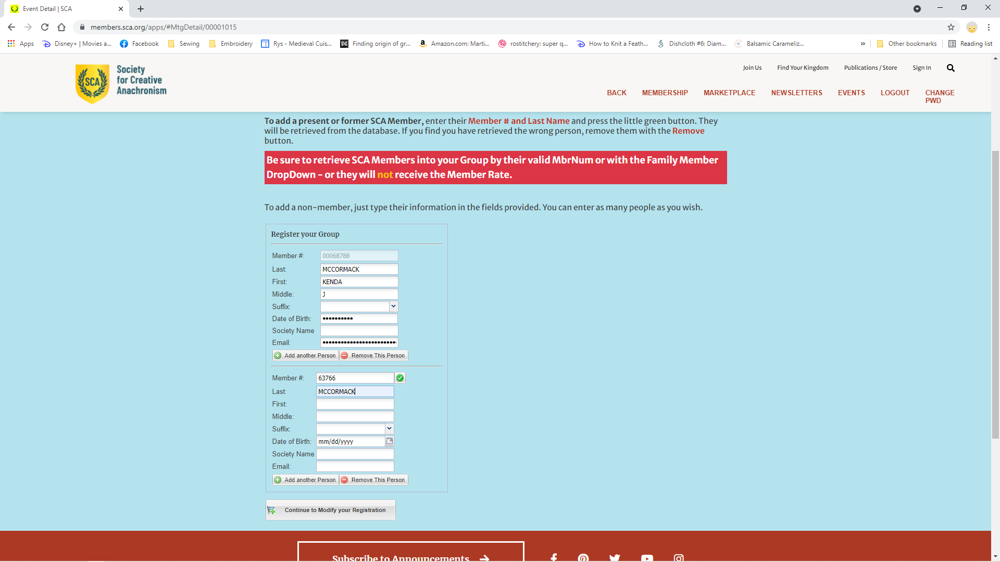 Event Detail | SCA
members.sca.org/apps/#MtgDetail/00001015
Apps
Disney+ | Movies a...
Facebook
Sewing
Embroidery
Rys - Medieval Cuis...
Finding origin of gr...
Amazon.com: Marti...
rostitchery: super q...
How to Knit a Feath...
Dishcloth #6: Diam...
Balsamic Carameliz...
»
Other bookmarks
Reading list
SCA
Society
for Creative
Anachronism
Join Us
Find Your Kingdom
Publications / Store
Sign In
BACK
MEMBERSHIP
MARKETPLACE
NEWSLETTERS
EVENTS
LOGOUT
CHANGE
PWD
To add a present or former SCA Member, enter their Member # and Last Name and press the little green button. They
will be retrieved from the database. If you find you have retrieved the wrong person, remove them with the Remove
button.
Be sure to retrieve SCA Members into your Group by their valid MbrNum or with the Family Member
DropDown - or they will not receive the Member Rate.
To add a non-member, just type their information in the fields provided. You can enter as many people as you wish.
Register your Group
Member #: 00068788
Last: MCCORMACK
First: KENDA
Middle: J
Suffix:
Date of Birth: ••••••••••
Society Name
Email: ••••••••••••••••••••••••
Add another Person Remove This Person
Member #: 63766
Last: MCCORMACK
First:
Middle:
Suffix:
Date of Birth: mm/dd/yyyy
Society Name
Email:
Add another Person Remove This Person
Continue to Modify your Registration
Subscribe to Announcements